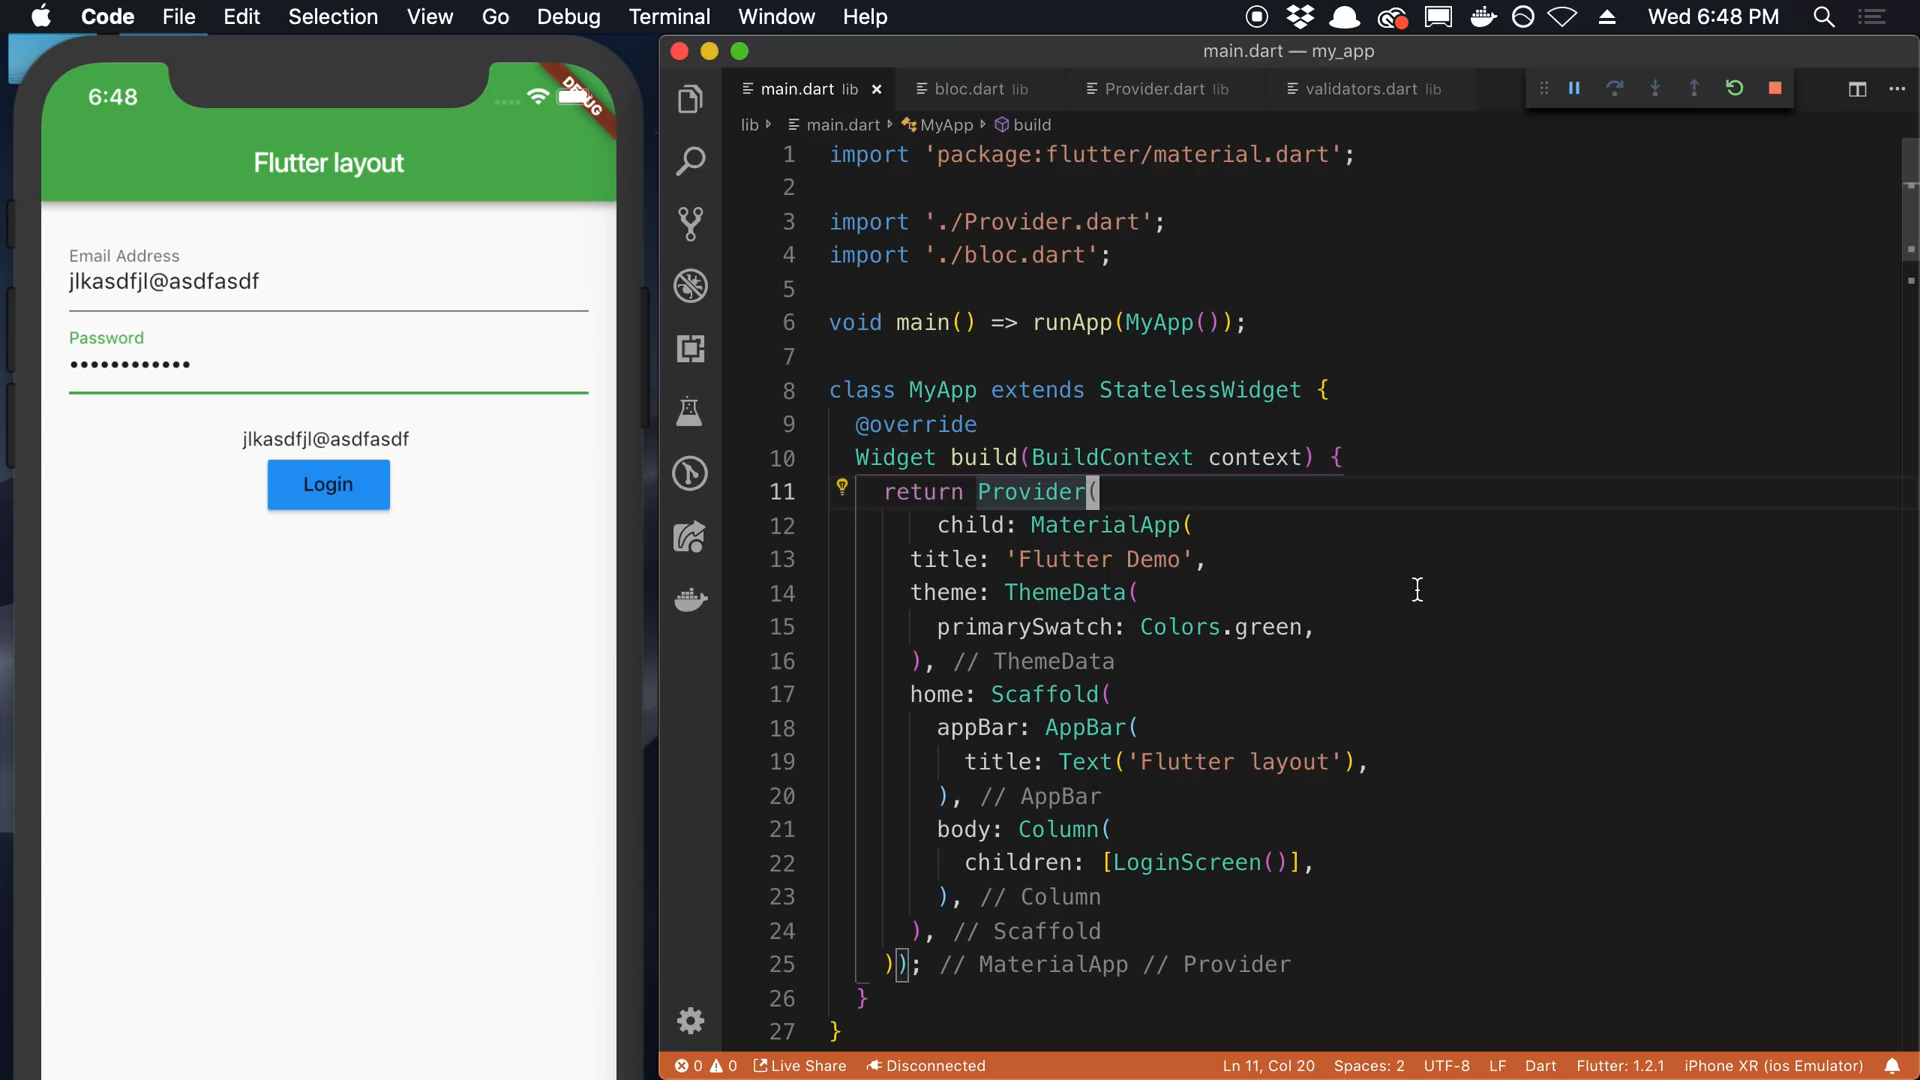 Code File Edit Selection View Go Debug Terminal Window Help Wed 6:48 PM
6:48
DEBUG
Flutter layout
Email Address
jlkasdfjl@asdfasdf
Password
••••••••••••
jlkasdfjl@asdfasdf
Login
main.dart — my_app
main.dart lib bloc.dart lib Provider.dart lib validators.dart lib
lib main.dart MyApp build
1 import 'package:flutter/material.dart';
2
3 import './Provider.dart';
4 import './bloc.dart';
5
6 void main() => runApp(MyApp());
7
8 class MyApp extends StatelessWidget {
9 @override
10 Widget build(BuildContext context) {
11 return Provider(
12 child: MaterialApp(
13 title: 'Flutter Demo',
14 theme: ThemeData(
15 primarySwatch: Colors.green,
16 ), // ThemeData
17 home: Scaffold(
18 appBar: AppBar(
19 title: Text('Flutter layout'),
20 ), // AppBar
21 body: Column(
22 children: [LoginScreen()],
23 ), // Column
24 ), // Scaffold
25 )); // MaterialApp // Provider
26 }
27 }
0 0 Live Share Disconnected Ln 11, Col 20 Spaces: 2 UTF-8 LF Dart Flutter: 1.2.1 iPhone XR (ios Emulator)